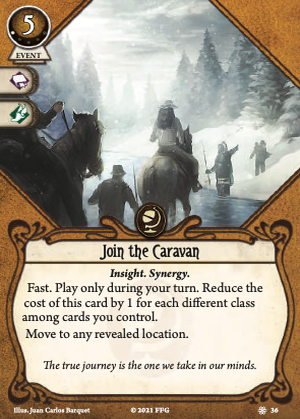 5
EVENT
Join the Caravan
Insight. Synergy.
Fast. Play only during your turn. Reduce the
cost of this card by 1 for each different class
among cards you control.
Move to any revealed location.
The true journey is the one we take in our minds.
Illus. Juan Carlos Barquet
© 2021 FFG
36